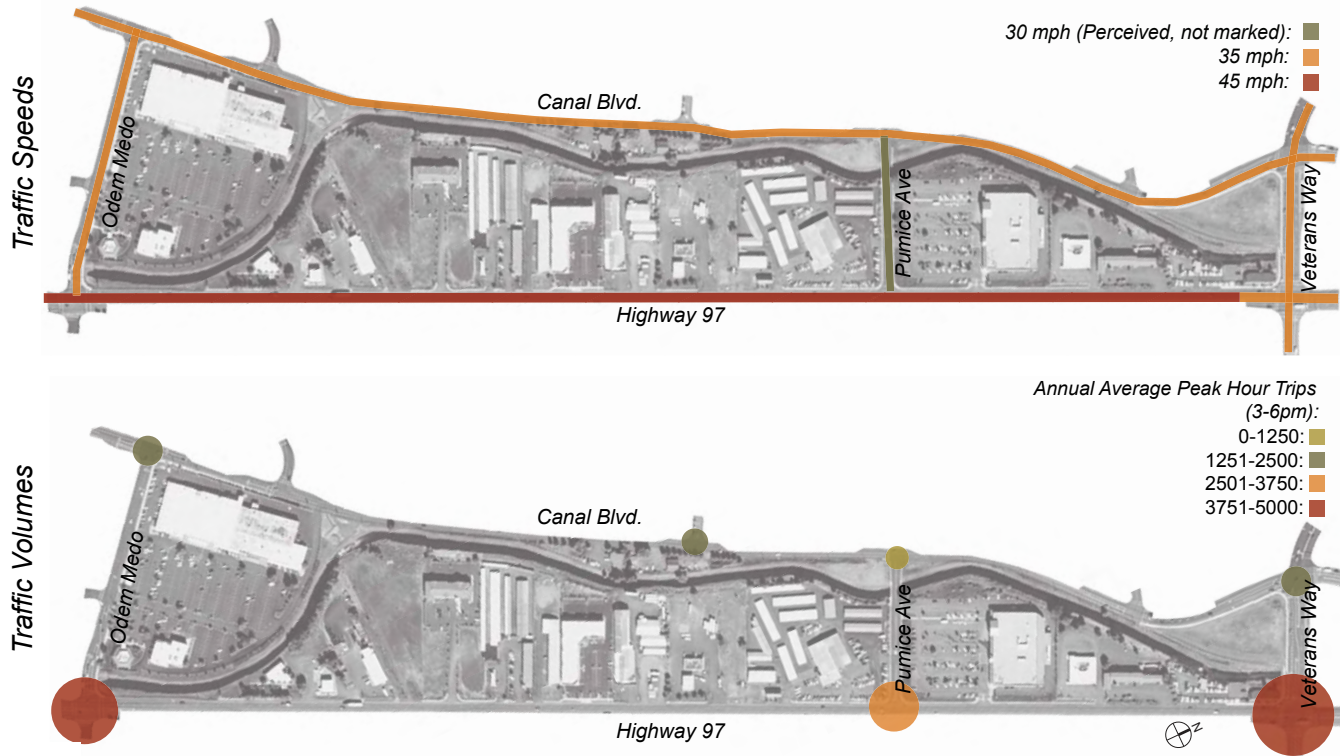 Traffic Speeds
30 mph (Perceived, not marked):
35 mph:
45 mph:
Canal Blvd.
Odem Medo
Pumice Ave
Veterans Way
Highway 97
Traffic Volumes
Annual Average Peak Hour Trips
(3-6pm):
0-1250:
1251-2500:
2501-3750:
3751-5000:
Canal Blvd.
Odem Medo
Pumice Ave
Veterans Way
Highway 97
N